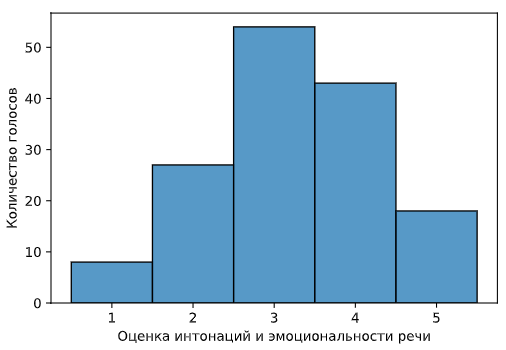 Количество голосов
50
40
30
20
10
0
1 2 3 4 5
Оценка интонаций и эмоциональности речи